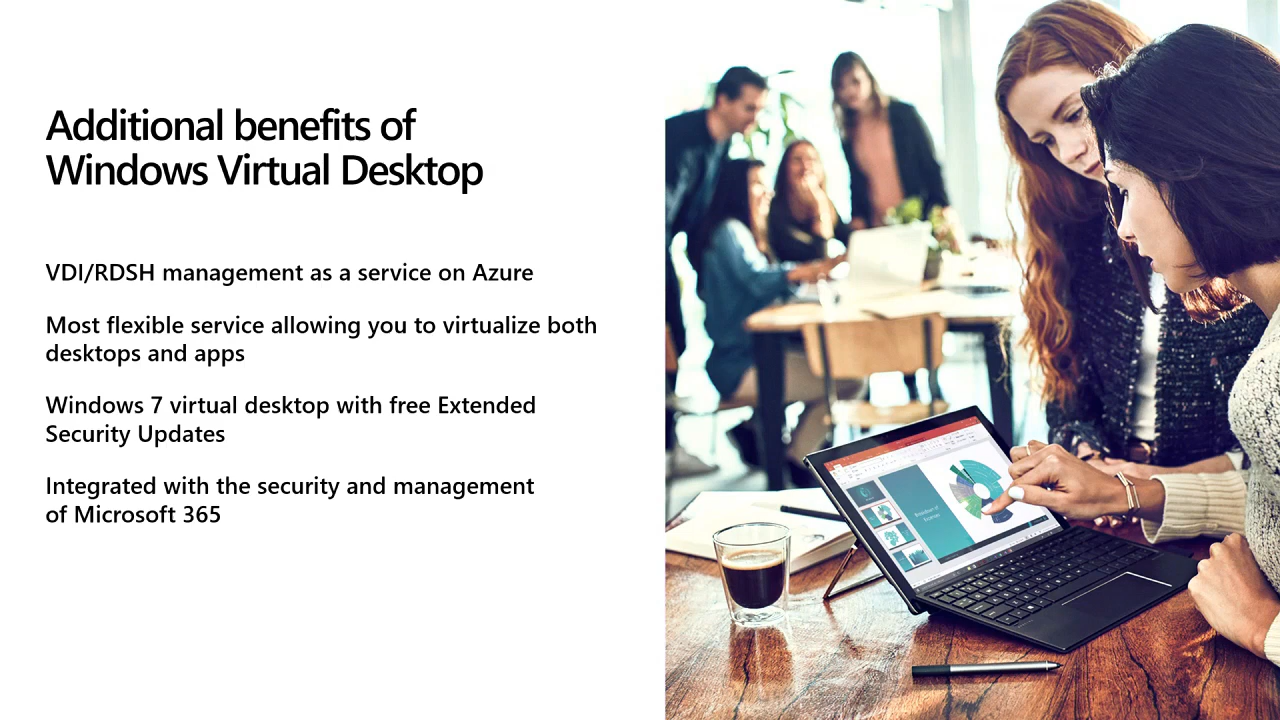 Additional benefits of
Windows Virtual Desktop
VDI/RDSH management as a service on Azure
Most flexible service allowing you to virtualize both
desktops and apps
Windows 7 virtual desktop with free Extended
Security Updates
Integrated with the security and management
of Microsoft 365